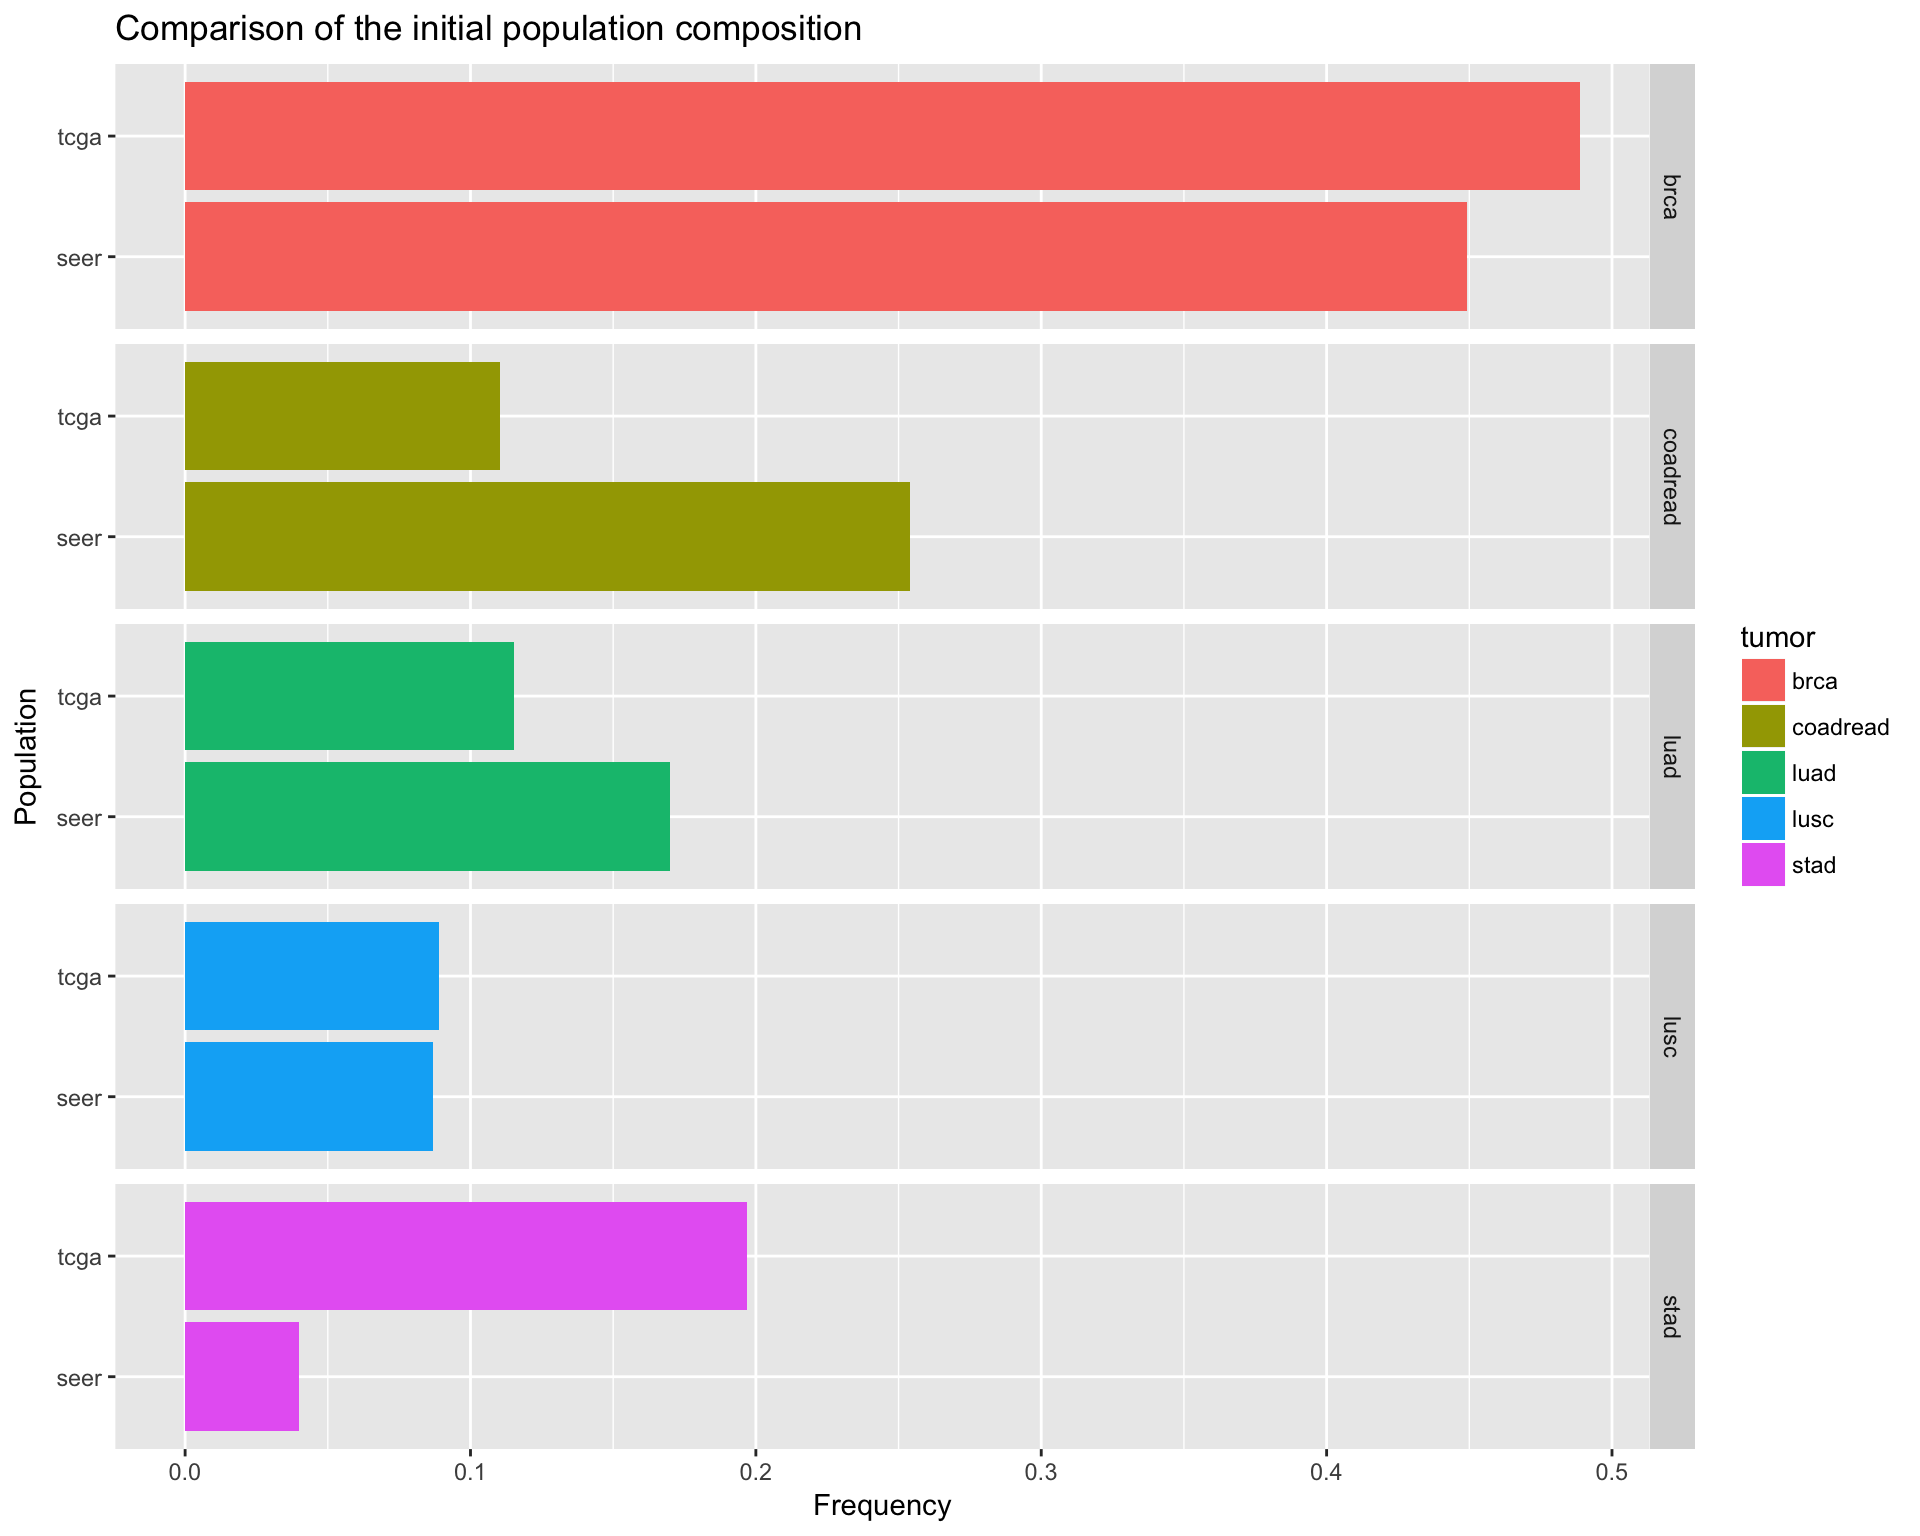 Comparison of the initial population composition
tcga
seer
brca
tcga
seer
coadread
tcga
seer
luad
tcga
seer
lusc
tcga
seer
stad
0.0 0.1 0.2 0.3 0.4 0.5
Frequency
Population
tumor
brca
coadread
luad
lusc
stad